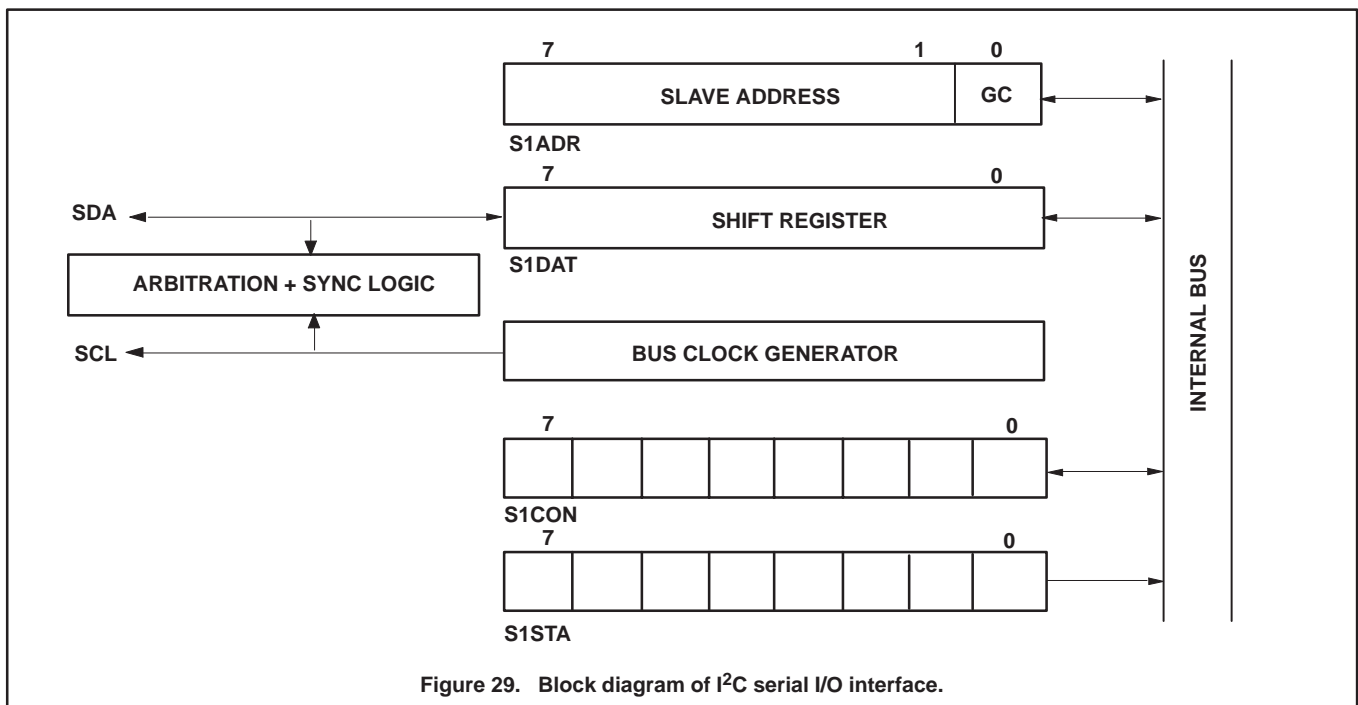 7 1 0
SLAVE ADDRESS GC
S1ADR
7 0
SDA
SHIFT REGISTER
S1DAT
ARBITRATION + SYNC LOGIC
SCL
BUS CLOCK GENERATOR
INTERNAL BUS
7 0
S1CON
7 0
S1STA
Figure 29. Block diagram of I²C serial I/O interface.